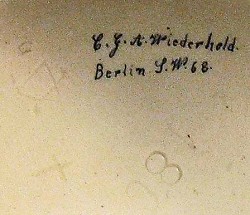 C. G. A. Wiederhold.
Berlin S.W. 68.